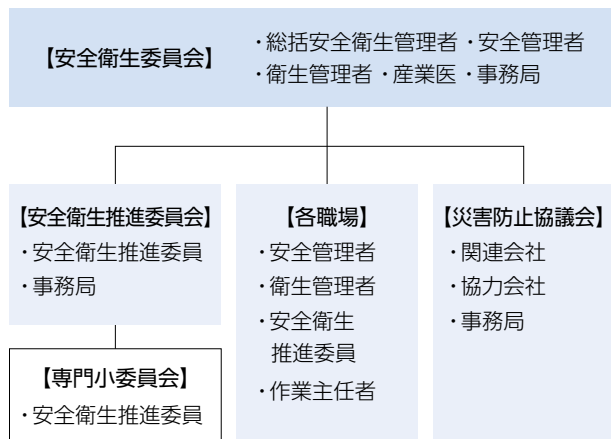 【安全衛生委員会】
・総括安全衛生管理者 ・安全管理者
・衛生管理者 ・産業医 ・事務局
【安全衛生推進委員会】
・安全衛生推進委員
・事務局
【専門小委員会】
・安全衛生推進委員
【各職場】
・安全管理者
・衛生管理者
・安全衛生
推進委員
・作業主任者
【災害防止協議会】
・関連会社
・協力会社
・事務局